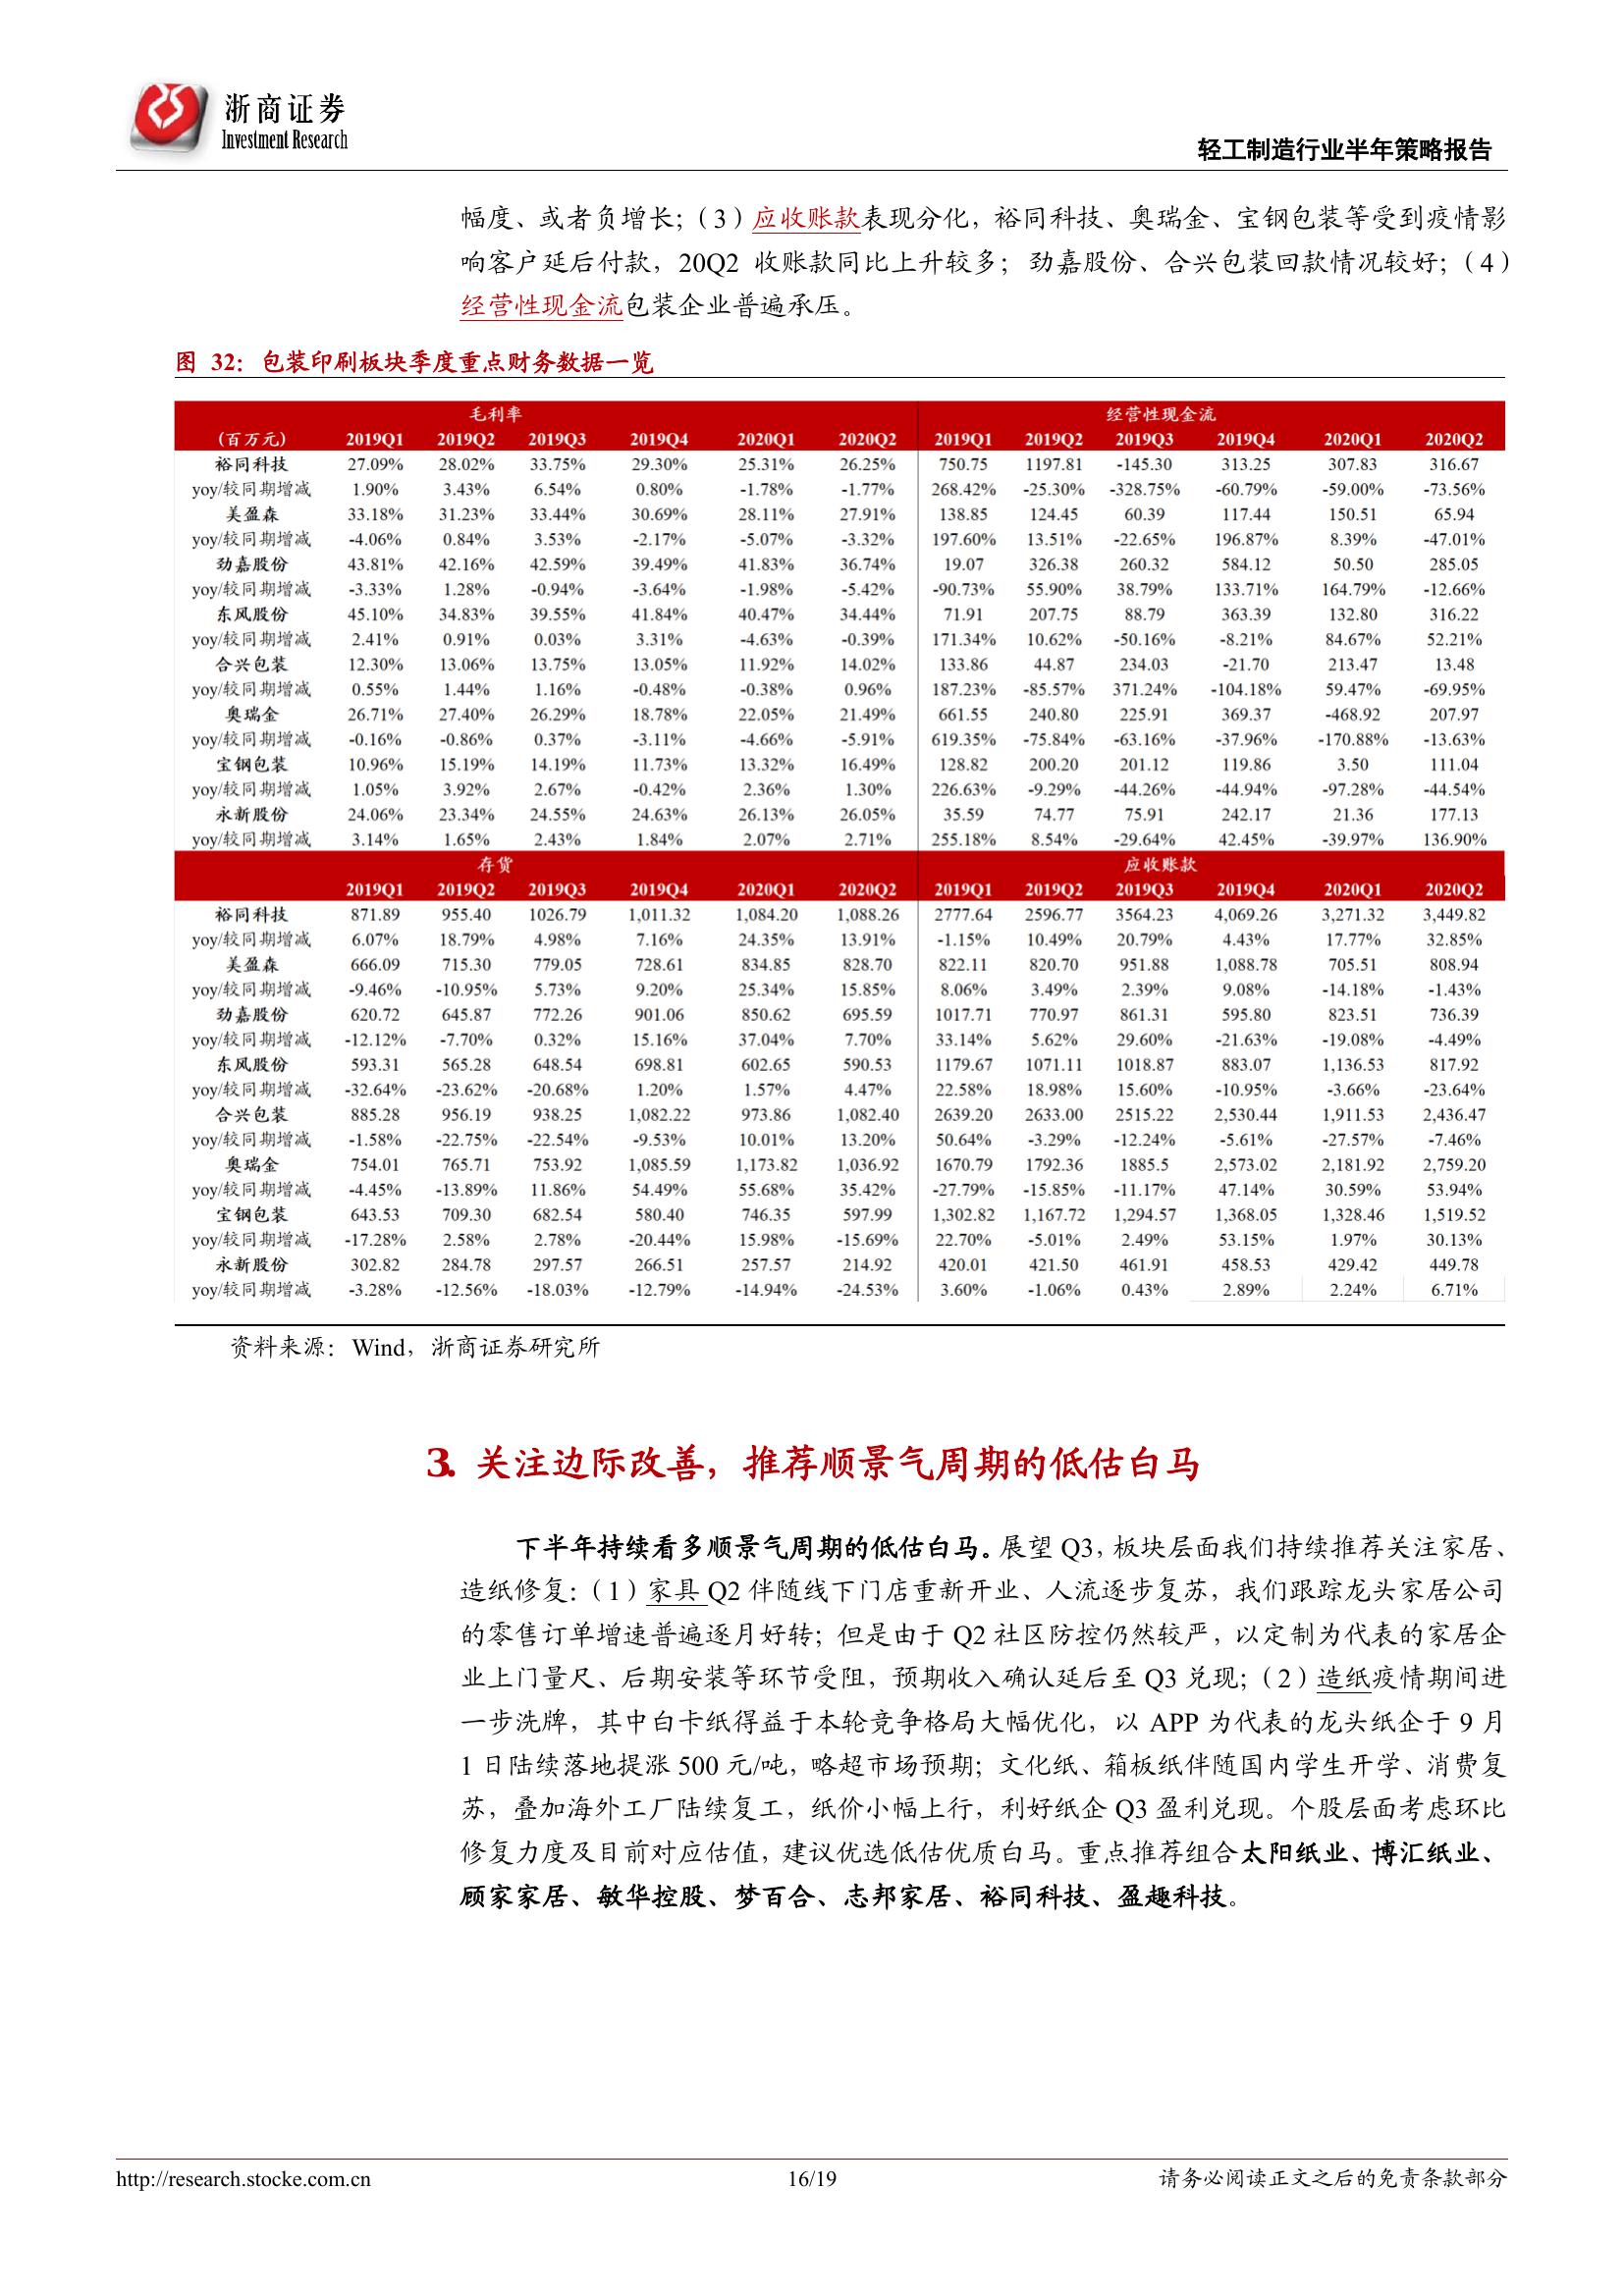 浙商证券
Investment Research
轻工制造行业半年策略报告
幅度、或者负增长；（3）应收账款表现分化，裕同科技、奥瑞金、宝钢包装等受到疫情影
响客户延后付款，20Q2 收账款同比上升较多；劲嘉股份、合兴包装回款情况较好；（4）
经营性现金流包装企业普遍承压。
图 32：包装印刷板块季度重点财务数据一览
毛利率 经营性现金流
(百万元) 2019Q1 2019Q2 2019Q3 2019Q4 2020Q1 2020Q2 2019Q1 2019Q2 2019Q3 2019Q4 2020Q1 2020Q2
裕同科技 27.09% 28.02% 33.75% 29.30% 25.31% 26.25% 750.75 1197.81 -145.30 313.25 307.83 316.67
yoy/较同期增减 1.90% 3.43% 6.54% 0.80% -1.78% -1.77% 268.42% -25.30% -328.75% -60.79% -59.00% -73.56%
美盈森 33.18% 31.23% 33.44% 30.69% 28.11% 27.91% 138.85 124.45 60.39 117.44 150.51 65.94
yoy/较同期增减 -4.06% 0.84% 3.53% -2.17% -5.07% -3.32% 197.60% 13.51% -22.65% 196.87% 8.39% -47.01%
劲嘉股份 43.81% 42.16% 42.59% 39.49% 41.83% 36.74% 19.07 326.38 260.32 584.12 50.50 285.05
yoy/较同期增减 -3.33% 1.28% -0.94% -3.64% -1.98% -5.42% -90.73% 55.90% 38.79% 133.71% 164.79% -12.66%
东风股份 45.10% 34.83% 39.55% 41.84% 40.47% 34.44% 71.91 207.75 88.79 363.39 132.80 316.22
yoy/较同期增减 2.41% 0.91% 0.03% 3.31% -4.63% -0.39% 171.34% 10.62% -50.16% -8.21% 84.67% 52.21%
合兴包装 12.30% 13.06% 13.75% 13.05% 11.92% 14.02% 133.86 44.87 234.03 -21.70 213.47 13.48
yoy/较同期增减 0.55% 1.44% 1.16% -0.48% -0.38% 0.96% 187.23% -85.57% 371.24% -104.18% 59.47% -69.95%
奥瑞金 26.71% 27.40% 26.29% 18.78% 22.05% 21.49% 661.55 240.80 225.91 369.37 -468.92 207.97
yoy/较同期增减 -0.16% -0.86% 0.37% -3.11% -4.66% -5.91% 619.35% -75.84% -63.16% -37.96% -170.88% -13.63%
宝钢包装 10.96% 15.19% 14.19% 11.73% 13.32% 16.49% 128.82 200.20 201.12 119.86 3.50 111.04
yoy/较同期增减 1.05% 3.92% 2.67% -0.42% 2.36% 1.30% 226.63% -9.29% -44.26% -44.94% -97.28% -44.54%
永新股份 24.06% 23.34% 24.55% 24.63% 26.13% 26.05% 35.59 74.77 75.91 242.17 21.36 177.13
yoy/较同期增减 3.14% 1.65% 2.43% 1.84% 2.07% 2.71% 255.18% 8.54% -29.64% 42.45% -39.97% 136.90%
存货 应收账款
2019Q1 2019Q2 2019Q3 2019Q4 2020Q1 2020Q2 2019Q1 2019Q2 2019Q3 2019Q4 2020Q1 2020Q2
裕同科技 871.89 955.40 1026.79 1,011.32 1,084.20 1,088.26 2777.64 2596.77 3564.23 4,069.26 3,271.32 3,449.82
yoy/较同期增减 6.07% 18.79% 4.98% 7.16% 24.35% 13.91% -1.15% 10.49% 20.79% 4.43% 17.77% 32.85%
美盈森 666.09 715.30 779.05 728.61 834.85 828.70 822.11 820.70 951.88 1,088.78 705.51 808.94
yoy/较同期增减 -9.46% -10.95% 5.73% 9.20% 25.34% 15.85% 8.06% 3.49% 2.39% 9.08% -14.18% -1.43%
劲嘉股份 620.72 645.87 772.26 901.06 850.62 695.59 1017.71 770.97 861.31 595.80 823.51 736.39
yoy/较同期增减 -12.12% -7.70% 0.32% 15.16% 37.04% 7.70% 33.14% 5.62% 29.60% -21.63% -19.08% -4.49%
东风股份 593.31 565.28 648.54 698.81 602.65 590.53 1179.67 1071.11 1018.87 883.07 1,136.53 817.92
yoy/较同期增减 -32.64% -23.62% -20.68% 1.20% 1.57% 4.47% 22.58% 18.98% 15.60% -10.95% -3.66% -23.64%
合兴包装 885.28 956.19 938.25 1,082.22 973.86 1,082.40 2639.20 2633.00 2515.22 2,530.44 1,911.53 2,436.47
yoy/较同期增减 -1.58% -22.75% -22.54% -9.53% 10.01% 13.20% 50.64% -3.29% -12.24% -5.61% -27.57% -7.46%
奥瑞金 754.01 765.71 753.92 1,085.59 1,173.82 1,036.92 1670.79 1792.36 1885.5 2,573.02 2,181.92 2,759.20
yoy/较同期增减 -4.45% -13.89% 11.86% 54.49% 55.68% 35.42% -27.79% -15.85% -11.17% 47.14% 30.59% 53.94%
宝钢包装 643.53 709.30 682.54 580.40 746.35 597.99 1,302.82 1,167.72 1,294.57 1,368.05 1,328.46 1,519.52
yoy/较同期增减 -17.28% 2.58% 2.78% -20.44% 15.98% -15.69% 22.70% -5.01% 2.49% 53.15% 1.97% 30.13%
永新股份 302.82 284.78 297.57 266.51 257.57 214.92 420.01 421.50 461.91 458.53 429.42 449.78
yoy/较同期增减 -3.28% -12.56% -18.03% -12.79% -14.94% -24.53% 3.60% -1.06% 0.43% 2.89% 2.24% 6.71%
资料来源：Wind，浙商证券研究所
3. 关注边际改善，推荐顺景气周期的低估白马
下半年持续看多顺景气周期的低估白马。展望 Q3，板块层面我们持续推荐关注家居、
造纸修复：（1）家具 Q2 伴随线下门店重新开业、人流逐步复苏，我们跟踪龙头家居公司
的零售订单增速普遍逐月好转；但是由于 Q2 社区防控仍然较严，以定制为代表的家居企
业上门量尺、后期安装等环节受阻，预期收入确认延后至 Q3 兑现；（2）造纸疫情期间进
一步洗牌，其中白卡纸得益于本轮竞争格局大幅优化，以 APP 为代表的龙头纸企于 9 月
1 日陆续落地提涨 500 元/吨，略超市场预期；文化纸、箱板纸伴随国内学生开学、消费复
苏，叠加海外工厂陆续复工，纸价小幅上行，利好纸企 Q3 盈利兑现。个股层面考虑环比
修复力度及目前对应估值，建议优选低估优质白马。重点推荐组合太阳纸业、博汇纸业、
顾家家居、敏华控股、梦百合、志邦家居、裕同科技、盈趣科技。
http://research.stocke.com.cn 16/19 请务必阅读正文之后的免责条款部分